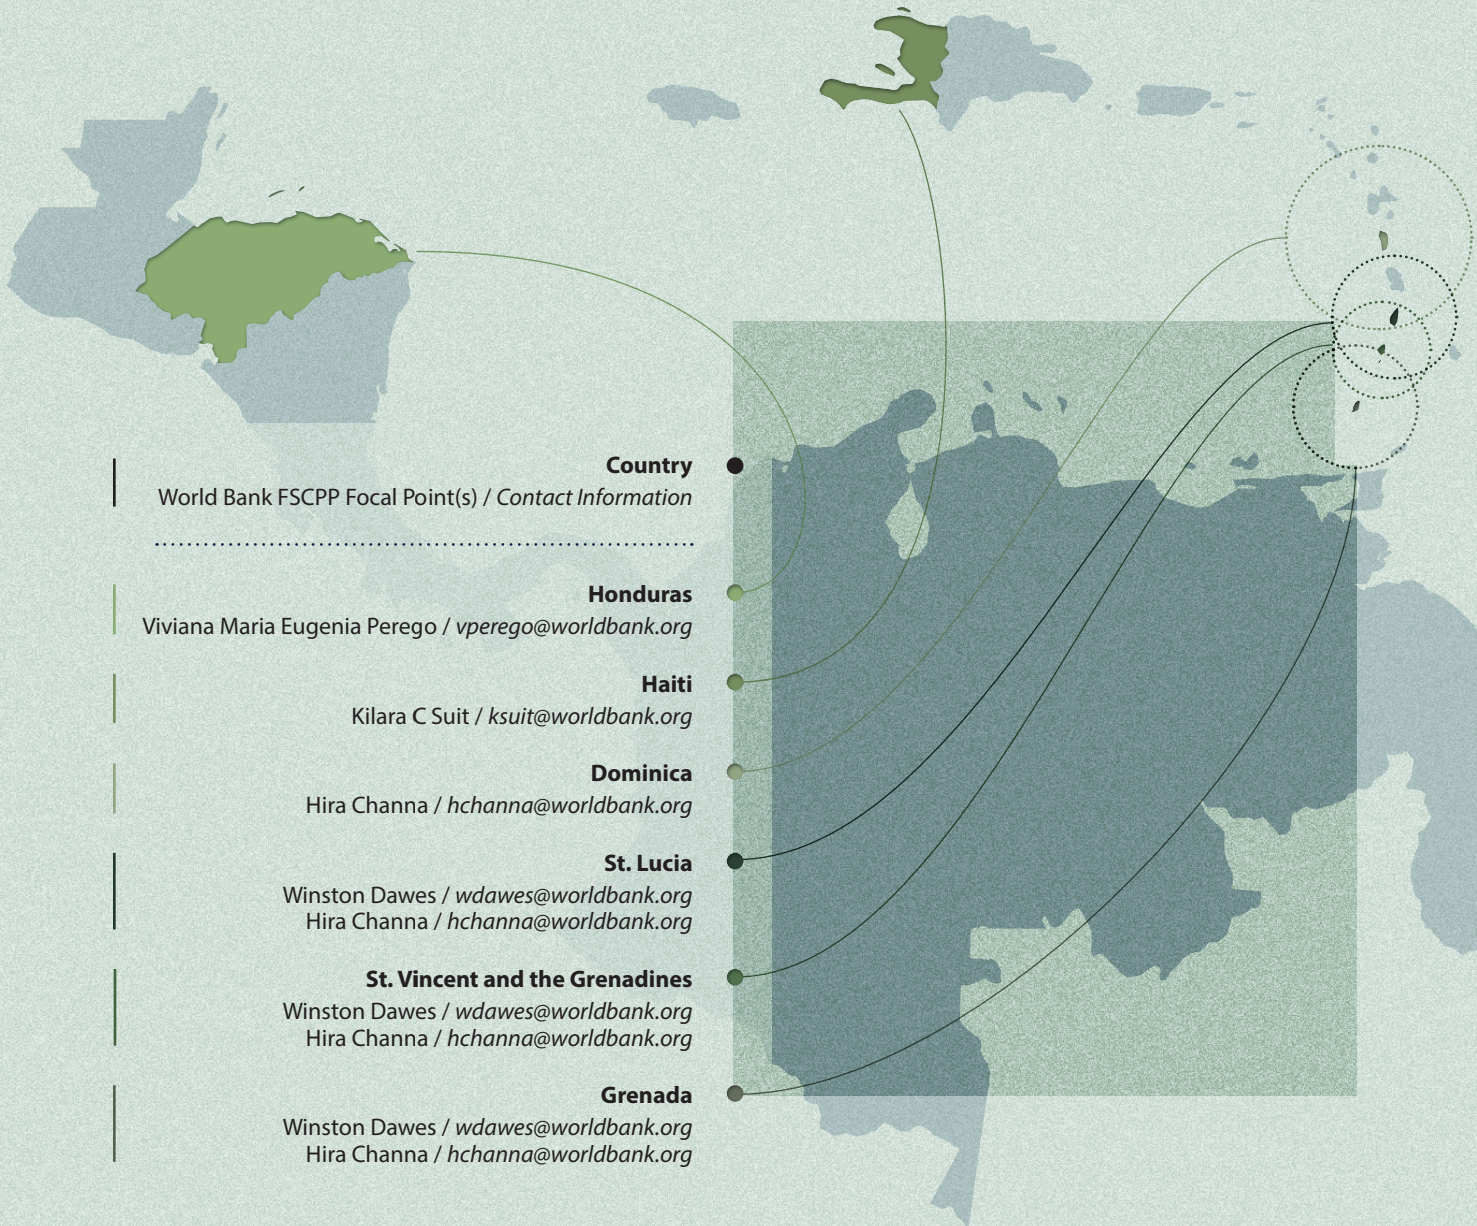 Country
World Bank FSCPP Focal Point(s) / Contact Information
Honduras
Viviana Maria Eugenia Perego / vperego@worldbank.org
Haiti
Kilara C Suit / ksuit@worldbank.org
Dominica
Hira Channa / hchanna@worldbank.org
St. Lucia
Winston Dawes / wdawes@worldbank.org
Hira Channa / hchanna@worldbank.org
St. Vincent and the Grenadines
Winston Dawes / wdawes@worldbank.org
Hira Channa / hchanna@worldbank.org
Grenada
Winston Dawes / wdawes@worldbank.org
Hira Channa / hchanna@worldbank.org